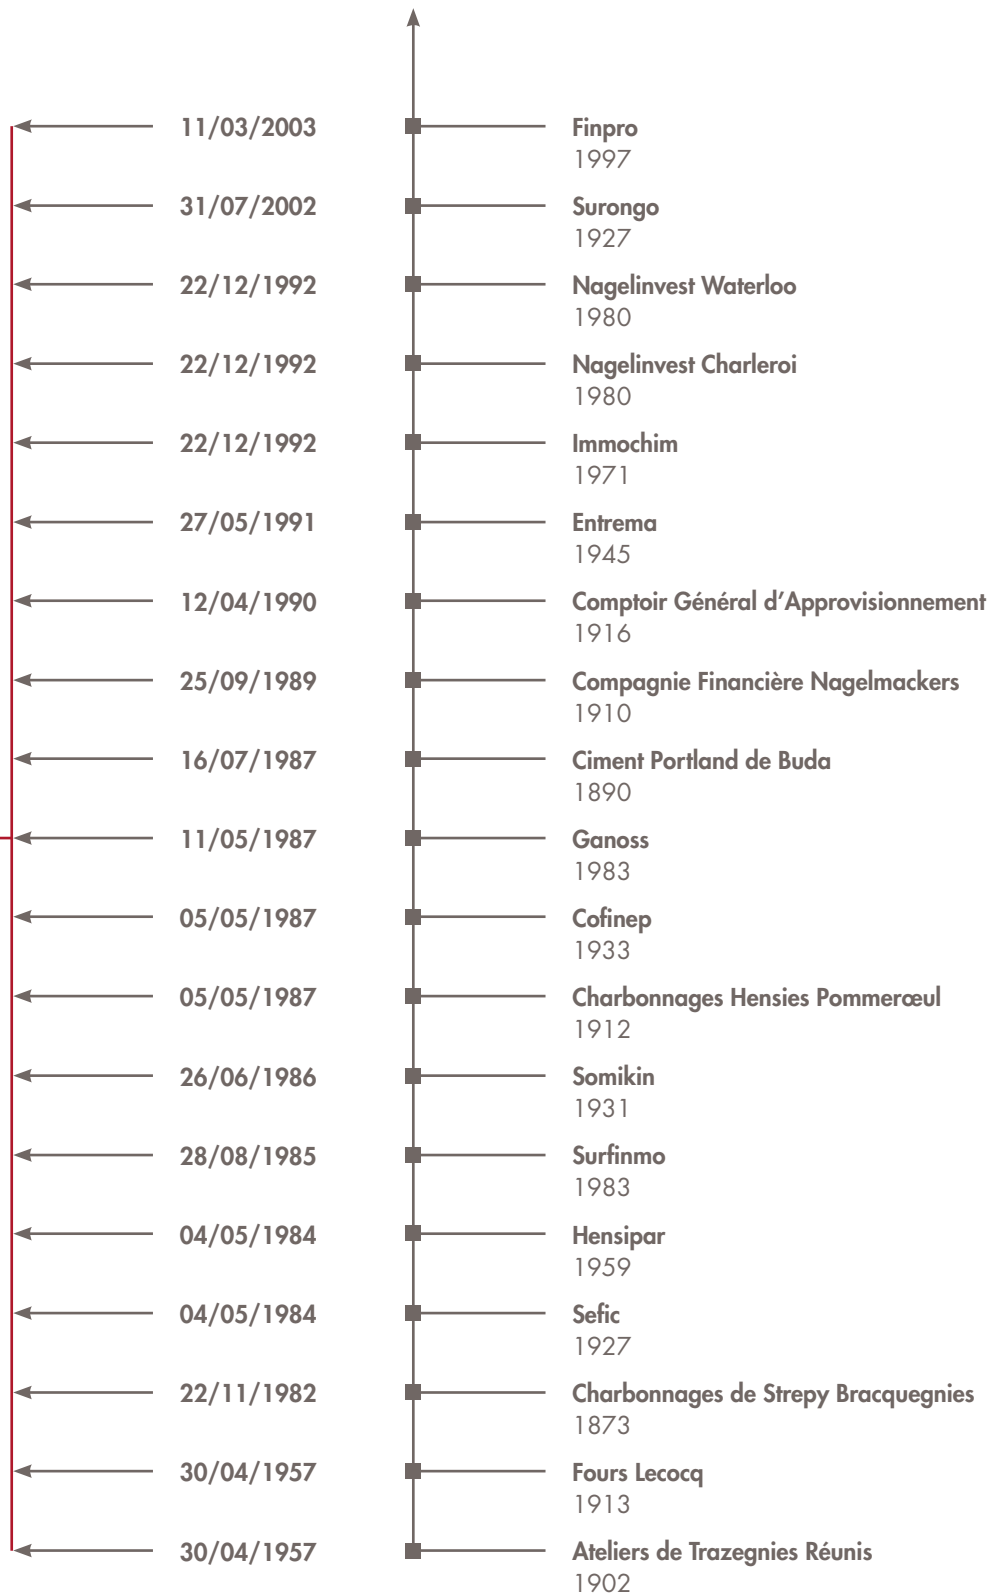 11/03/2003 Finpro
1997
31/07/2002 Surongo
1927
22/12/1992 Nagelinvest Waterloo
1980
22/12/1992 Nagelinvest Charleroi
1980
22/12/1992 Immochim
1971
27/05/1991 Entrema
1945
12/04/1990 Comptoir Général d’Approvisionnement
1916
25/09/1989 Compagnie Financière Nagelmackers
1910
16/07/1987 Ciment Portland de Buda
1890
11/05/1987 Ganoss
1983
05/05/1987 Cofinep
1933
05/05/1987 Charbonnages Hensies Pommerœul
1912
26/06/1986 Somikin
1931
28/08/1985 Surfinmo
1983
04/05/1984 Hensipar
1959
04/05/1984 Sefic
1927
22/11/1982 Charbonnages de Strepy Bracquegnies
1873
30/04/1957 Fours Lecocq
1913
30/04/1957 Ateliers de Trazegnies Réunis
1902